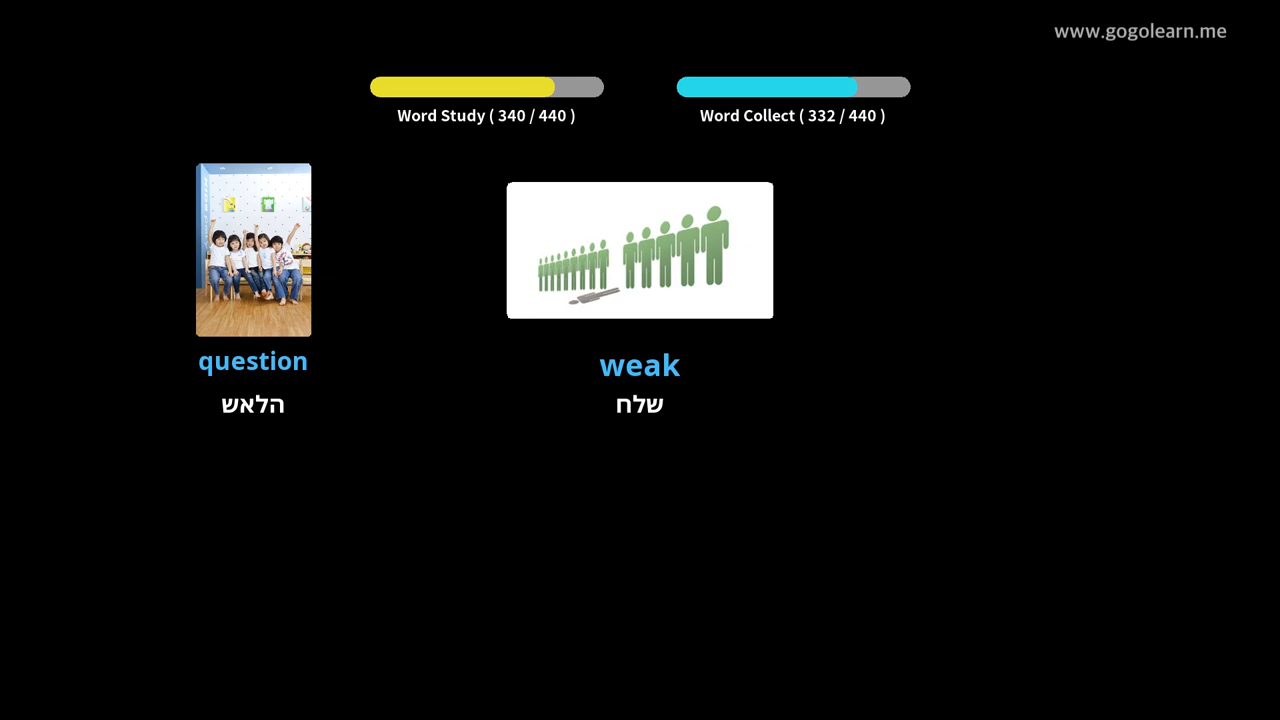 www.gogolearn.me
Word Study ( 340 / 440 )
Word Collect ( 332 / 440 )
question
הלאש
weak
שלח